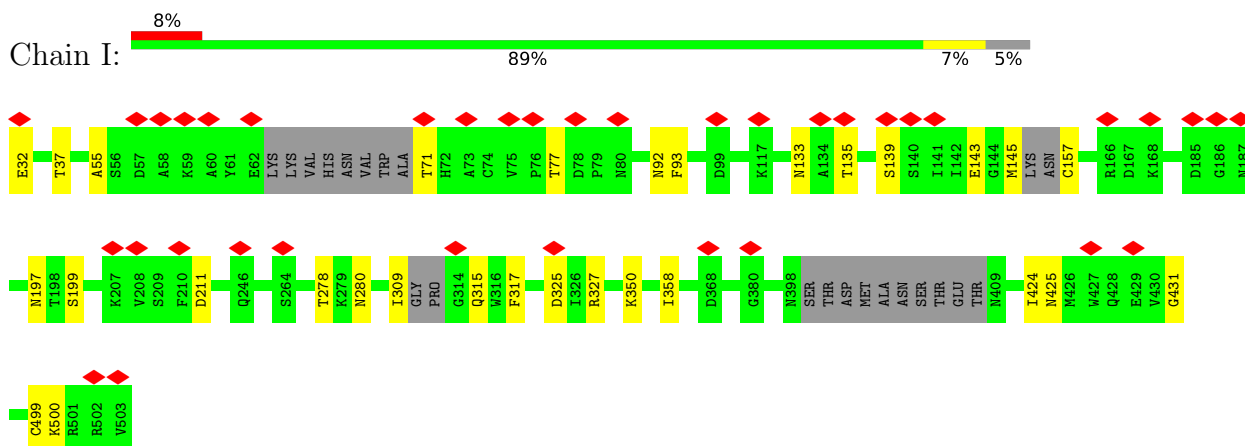 8%
Chain I:
89% 7% 5%
E32 T37 A55 S56 D57 A58 K59 A60 Y61 E62 LYS LYS VAL HIS ASN VAL TRP ALA T71 H72 A73 C74 V75 P76 T77 D78 P79 N80 N92 F93 D99 K117 N133 A134 T135 S139 S140 I141 I142 E143 G144 M145 LYS ASN C157 R166 D167 K168 D185 G186 N187
N197 T198 S199 K207 V208 S209 F210 D211 Q246 S264 T278 K279 N280 I309 GLY PRO G314 Q315 W316 F317 D325 I326 R327 K350 I358 D368 G380 N398 SER THR ASP MET ALA ASN SER THR GLU THR N409 I424 N425 M426 W427 Q428 E429 V430 G431
C499 K500 R501 R502 V503